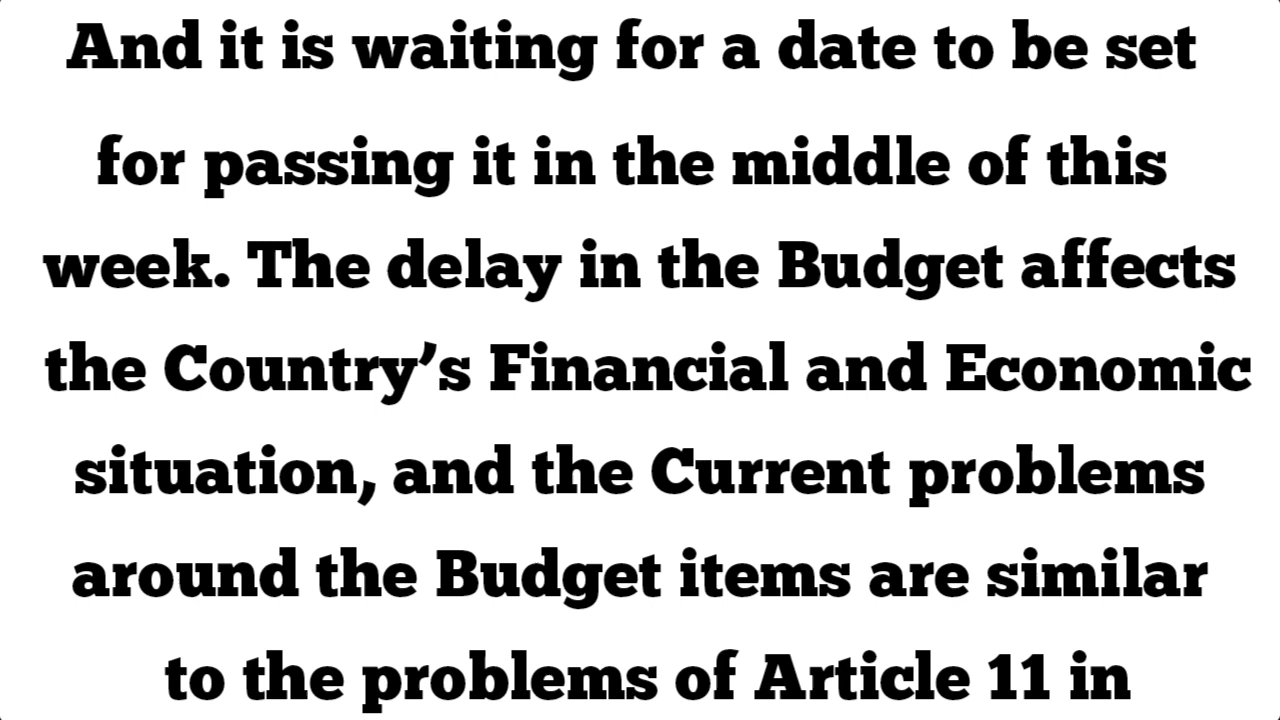 And it is waiting for a date to be set
for passing it in the middle of this
week. The delay in the Budget affects
the Country’s Financial and Economic
situation, and the Current problems
around the Budget items are similar
to the problems of Article 11 in